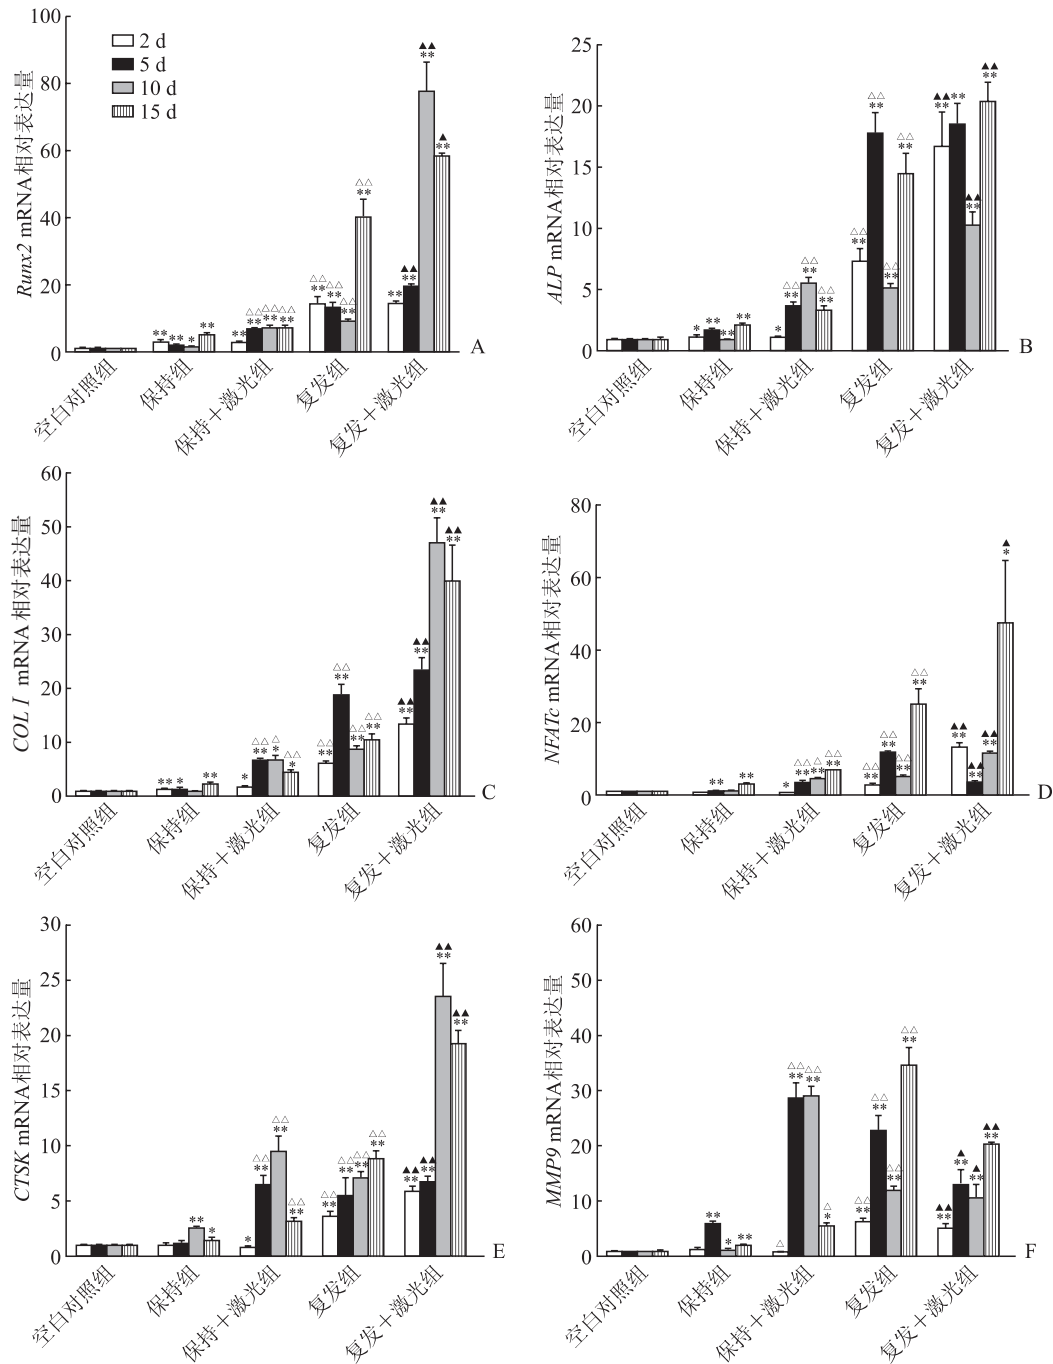 100
80
60
40
20
0
Runx2 mRNA相对表达量
2 d
5 d
10 d
15 d
△△
**
▲▲
**
▲
**
A
空白对照组
保持组
保持＋激光组
复发组
复发＋激光组
25
20
15
10
5
0
ALP mRNA相对表达量
B
空白对照组
保持组
保持＋激光组
复发组
复发＋激光组
60
50
40
30
20
10
0
COL I mRNA 相对表达量
C
空白对照组
保持组
保持＋激光组
复发组
复发＋激光组
80
60
40
20
0
NFATc mRNA相对表达量
D
空白对照组
保持组
保持＋激光组
复发组
复发＋激光组
30
25
20
15
10
5
0
CTSK mRNA相对表达量
E
空白对照组
保持组
保持＋激光组
复发组
复发＋激光组
60
50
40
30
20
10
0
MMP9 mRNA相对表达量
F
空白对照组
保持组
保持＋激光组
复发组
复发＋激光组